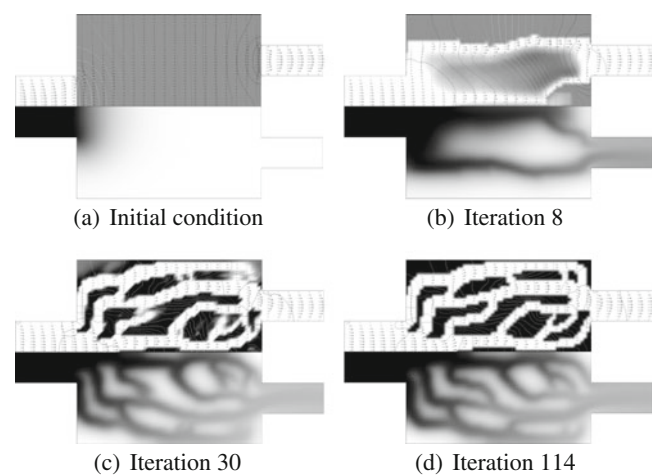 (a) Initial condition
(b) Iteration 8
(c) Iteration 30
(d) Iteration 114